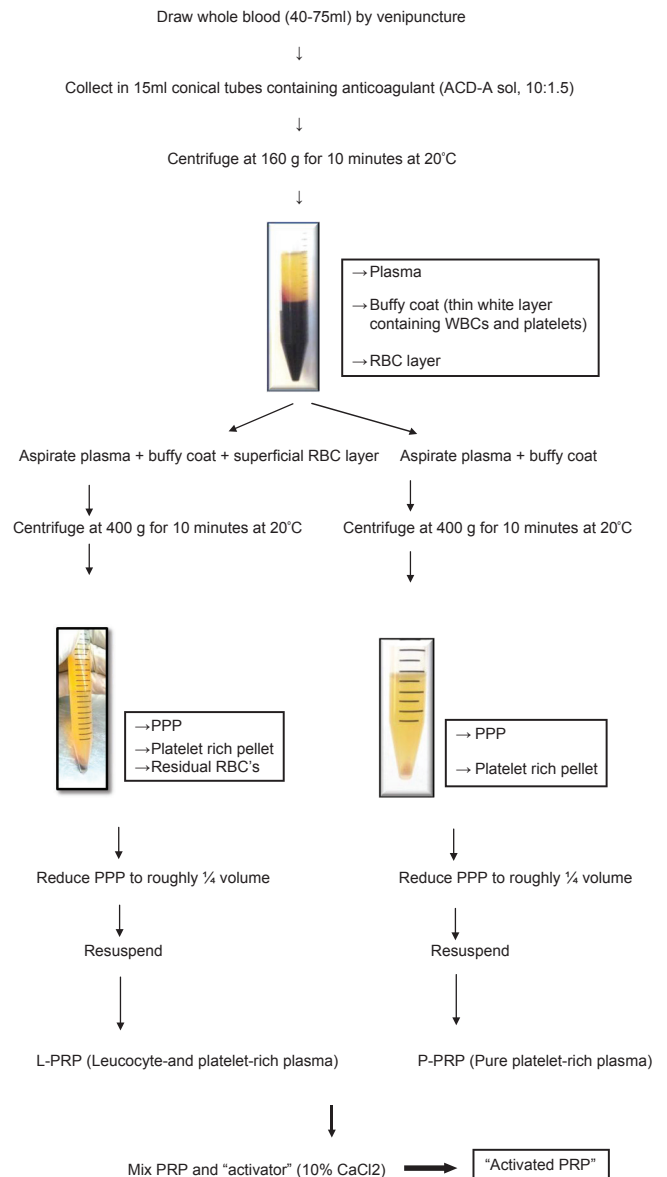 Draw whole blood (40-75ml) by venipuncture
↓
Collect in 15ml conical tubes containing anticoagulant (ACD-A sol, 10:1.5)
↓
Centrifuge at 160 g for 10 minutes at 20°C
↓
→Plasma
→Buffy coat (thin white layer
containing WBCs and platelets)
→RBC layer
Aspirate plasma + buffy coat + superficial RBC layer
Aspirate plasma + buffy coat
Centrifuge at 400 g for 10 minutes at 20°C
Centrifuge at 400 g for 10 minutes at 20°C
→PPP
→Platelet rich pellet
→Residual RBC's
→ PPP
→ Platelet rich pellet
Reduce PPP to roughly ¼ volume
Reduce PPP to roughly ¼ volume
Resuspend
Resuspend
L-PRP (Leucocyte-and platelet-rich plasma)
P-PRP (Pure platelet-rich plasma)
Mix PRP and “activator” (10% CaCl2)
“Activated PRP”